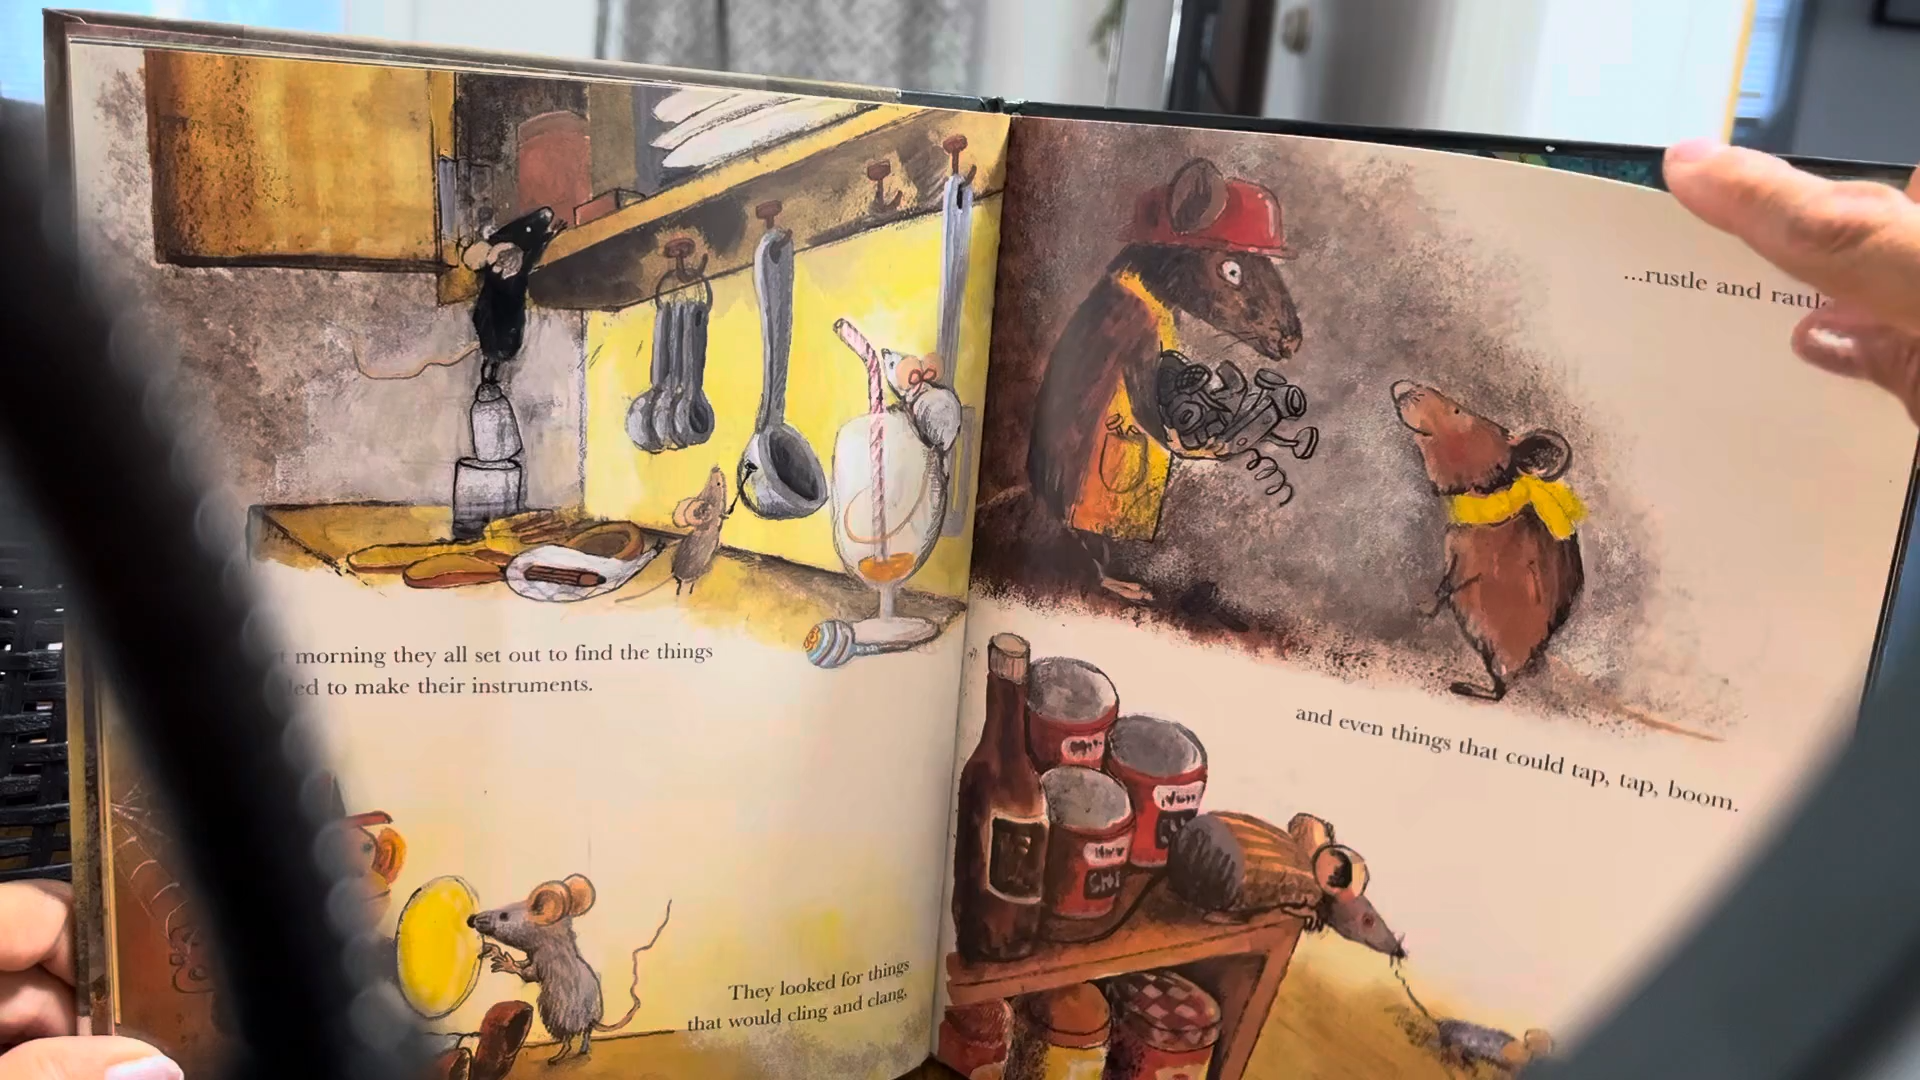 morning they all set out to find the things
to make their instruments.
They looked for things
that would cling and clang,
...rustle and
and even things that could tap, tap, boom.